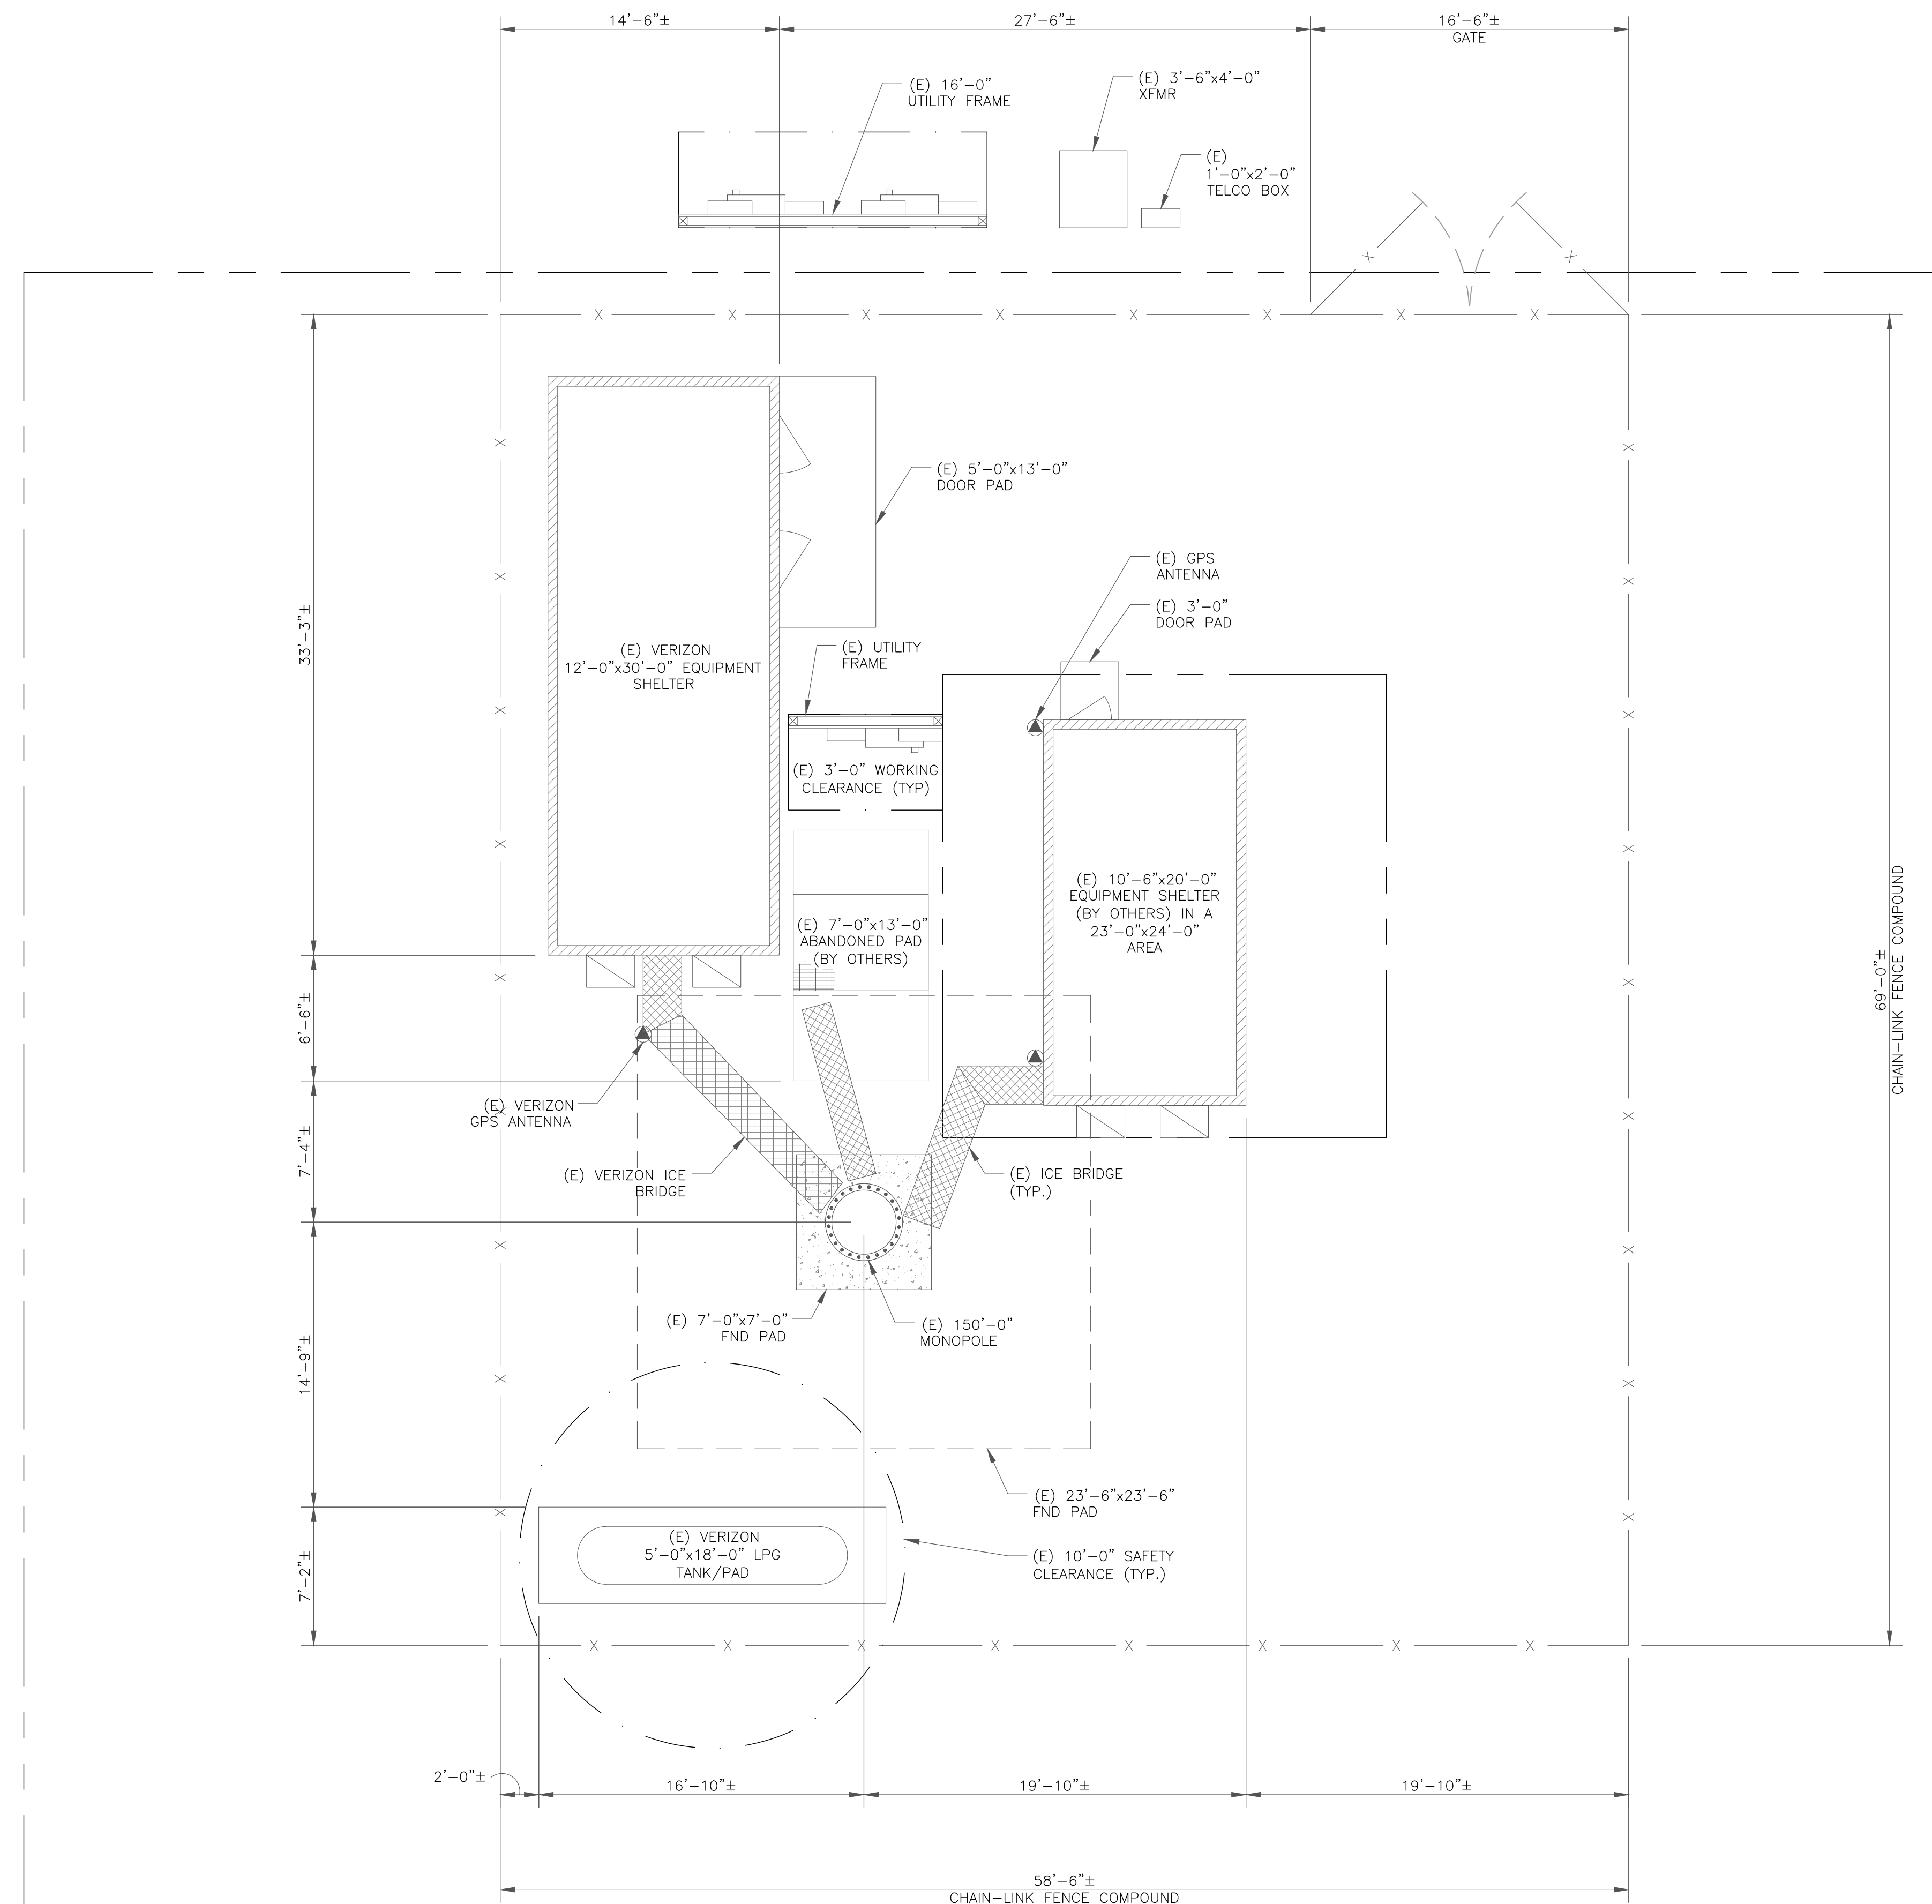 14'-6"±
27'-6"±
16'-6"±
GATE
(E) 16'-0"
UTILITY FRAME
(E) 3'-6"x4'-0"
XFMR
(E)
1'-0"x2'-0"
TELCO BOX
(E) 5'-0"x13'-0"
DOOR PAD
(E) GPS
ANTENNA
(E) 3'-0"
DOOR PAD
33'-3"±
(E) VERIZON
12'-0"x30'-0" EQUIPMENT
SHELTER
(E) UTILITY
FRAME
(E) 3'-0" WORKING
CLEARANCE (TYP)
(E) 7'-0"x13'-0"
ABANDONED PAD
(BY OTHERS)
(E) 10'-6"x20'-0"
EQUIPMENT SHELTER
(BY OTHERS) IN A
23'-0"x24'-0"
AREA
69'-0"±
CHAIN-LINK FENCE COMPOUND
6'-6"±
(E) VERIZON
GPS ANTENNA
7'-4"±
(E) VERIZON ICE
BRIDGE
(E) ICE BRIDGE
(TYP.)
(E) 7'-0"x7'-0"
FND PAD
(E) 150'-0"
MONOPOLE
14'-9"±
(E) 23'-6"x23'-6"
FND PAD
(E) VERIZON
5'-0"x18'-0" LPG
TANK/PAD
(E) 10'-0" SAFETY
CLEARANCE (TYP.)
7'-2"±
2'-0"±
16'-10"±
19'-10"±
19'-10"±
58'-6"±
CHAIN-LINK FENCE COMPOUND